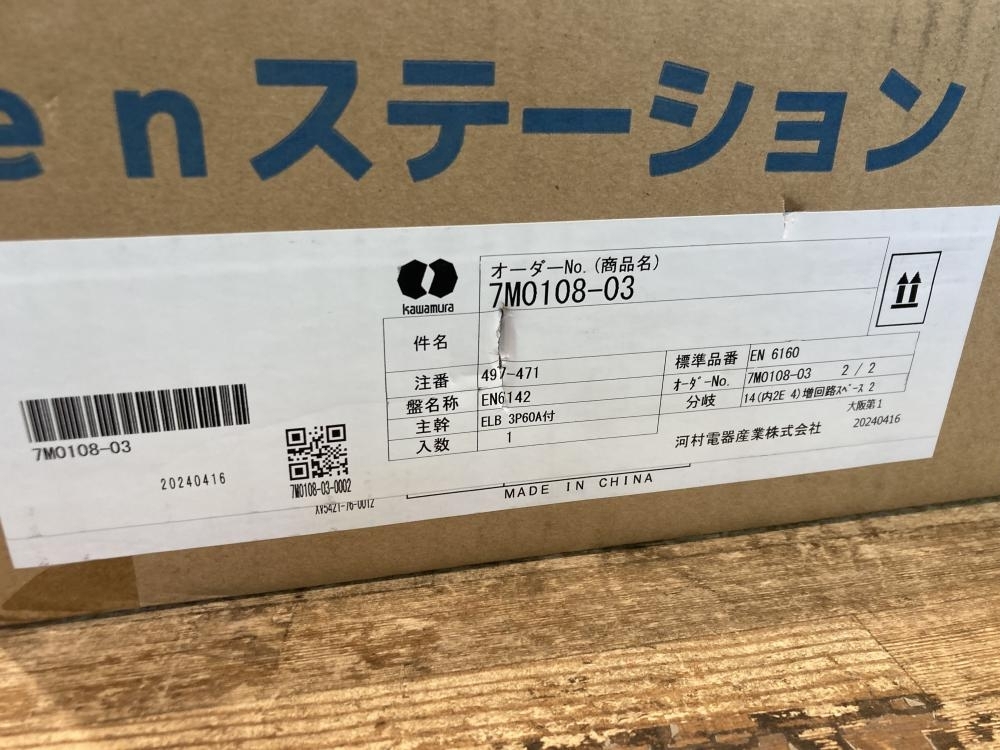 enステーション
kawamura
オーダーNo.(商品名)
7M0108-03
件名
注番 497-471
盤名称 EN6142
主幹 ELB 3P60A付
入数 1
標準品番 EN 6160
オーダーNo. 7M0108-03 2/2
分岐 14(内2E 4)増回路スペース 2
大阪第1
河村電器産業株式会社 20240416
7M0108-03
20240416
7M0108-03-0002
MADE IN CHINA